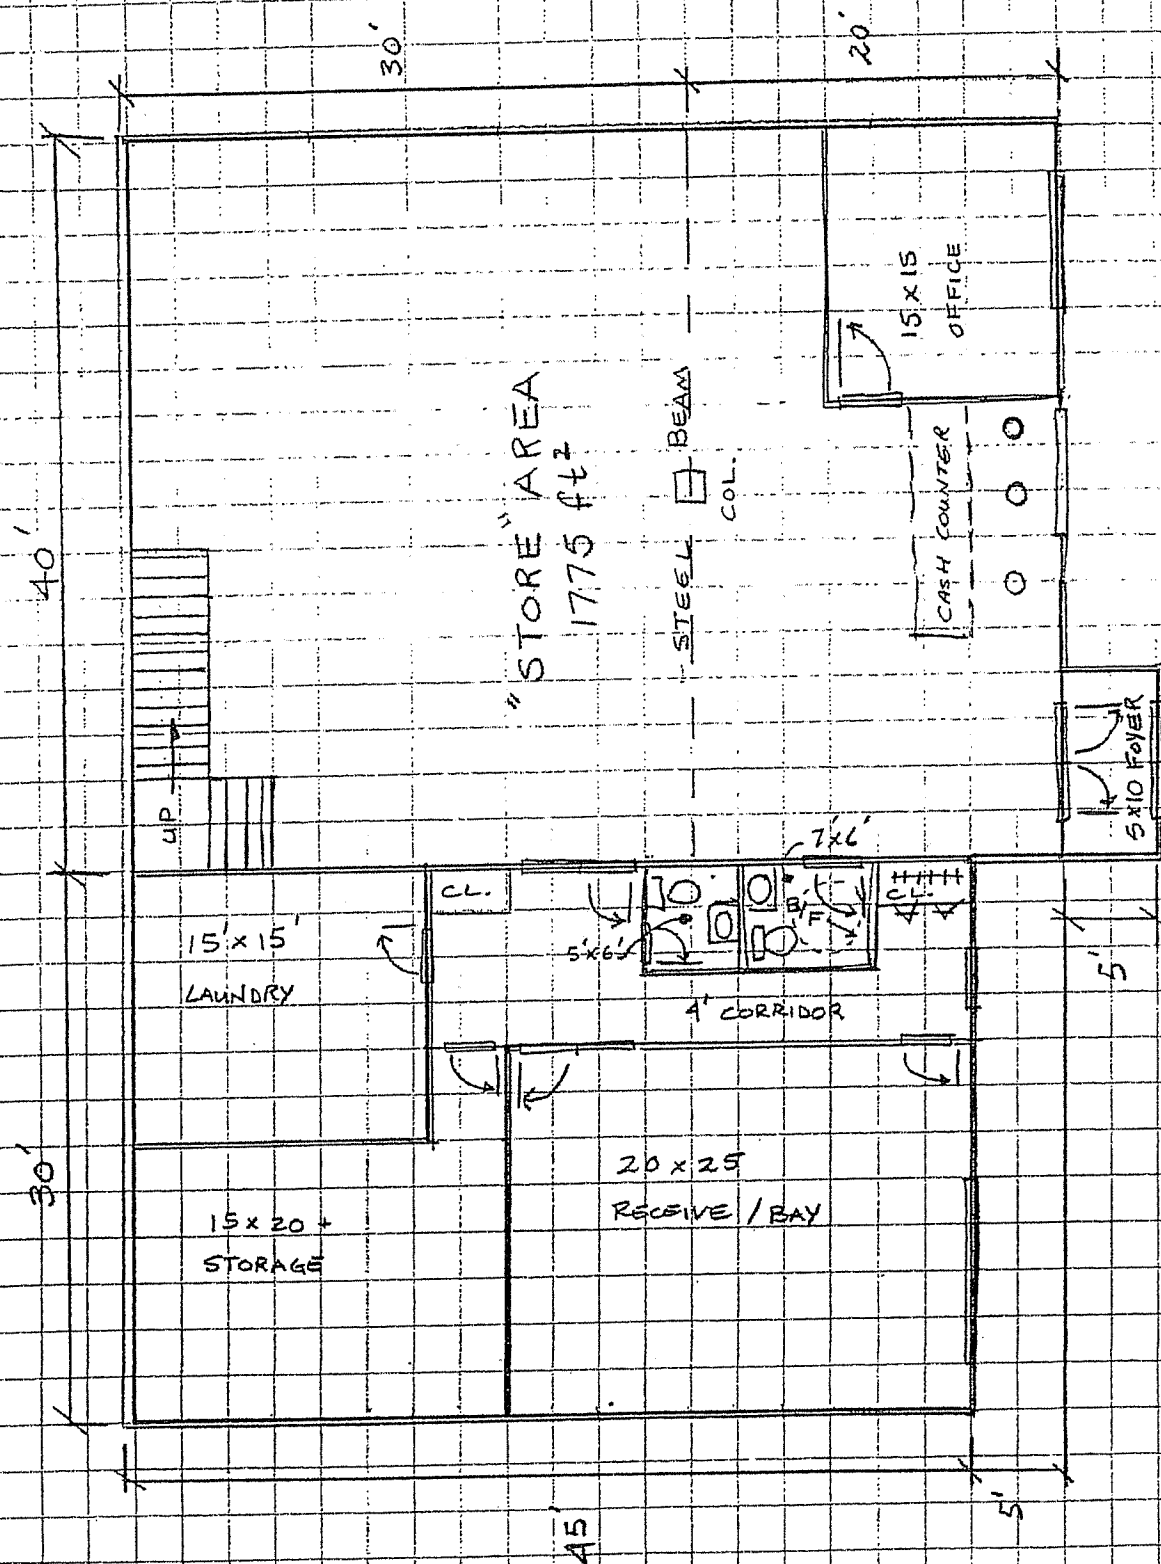 30'
20'
40'
"STORE" AREA
1775 ft²
STEEL BEAM
COL.
15 X 15
OFFICE
CASH COUNTER
UP
5 X 10 FOYER
7'X6'
CL.
5'X6'
B/F
CL.
15' X 15'
LAUNDRY
4' CORRIDOR
5'
30'
15 X 20 +
STORAGE
20 X 25
RECEIVE / BAY
45'
5'